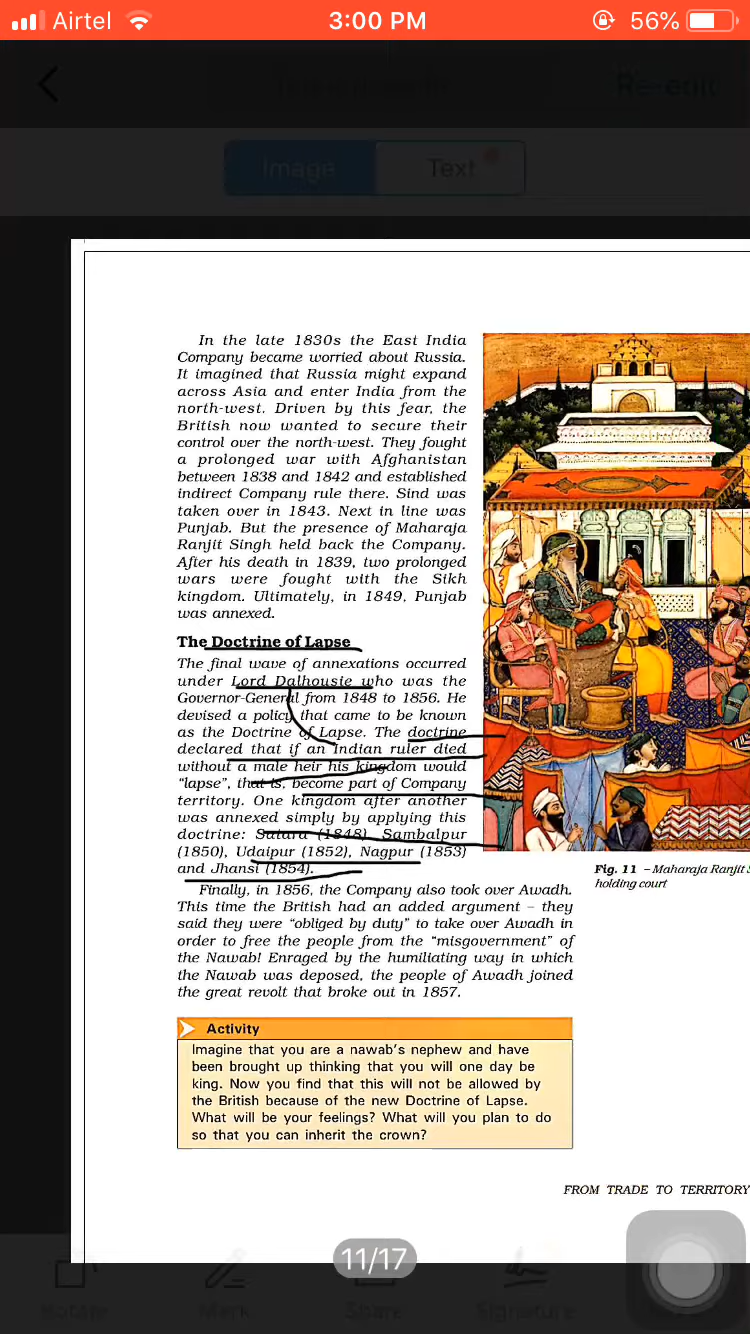 Airtel
3:00 PM
56%
Re-edit
Image
Text
In the late 1830s the East India
Company became worried about Russia.
It imagined that Russia might expand
across Asia and enter India from the
north-west. Driven by this fear, the
British now wanted to secure their
control over the north-west. They fought
a prolonged war with Afghanistan
between 1838 and 1842 and established
indirect Company rule there. Sind was
taken over in 1843. Next in line was
Punjab. But the presence of Maharaja
Ranjit Singh held back the Company.
After his death in 1839, two prolonged
wars were fought with the Sikh
kingdom. Ultimately, in 1849, Punjab
was annexed.
The Doctrine of Lapse
The final wave of annexations occurred
under Lord Dalhousie who was the
Governor-General from 1848 to 1856. He
devised a policy that came to be known
as the Doctrine of Lapse. The doctrine
declared that if an Indian ruler died
without a male heir his kingdom would
“lapse”, that is, become part of Company
territory. One kingdom after another
was annexed simply by applying this
doctrine: Satara (1848), Sambalpur
(1850), Udaipur (1852), Nagpur (1853)
and Jhansi (1854).
Finally, in 1856, the Company also took over Awadh.
This time the British had an added argument – they
said they were “obliged by duty” to take over Awadh in
order to free the people from the “misgovernment” of
the Nawab! Enraged by the humiliating way in which
the Nawab was deposed, the people of Awadh joined
the great revolt that broke out in 1857.
Fig. 11 – Maharaja Ranjit
holding court
Activity
Imagine that you are a nawab’s nephew and have
been brought up thinking that you will one day be
king. Now you find that this will not be allowed by
the British because of the new Doctrine of Lapse.
What will be your feelings? What will you plan to do
so that you can inherit the crown?
FROM TRADE TO TERRITORY
11/17
Rotate
Mark
Share
Signature